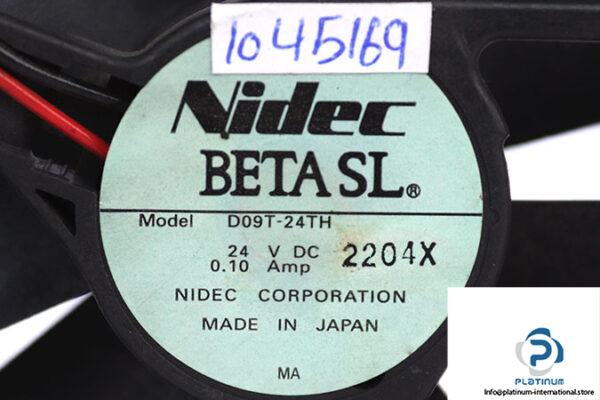 1045169
Nidec
BETA SL®
Model D09T-24TH
24 V DC
0.10 Amp
2204X
NIDEC CORPORATION
MADE IN JAPAN
MA
PLATINUM
Info@platinum-international.store